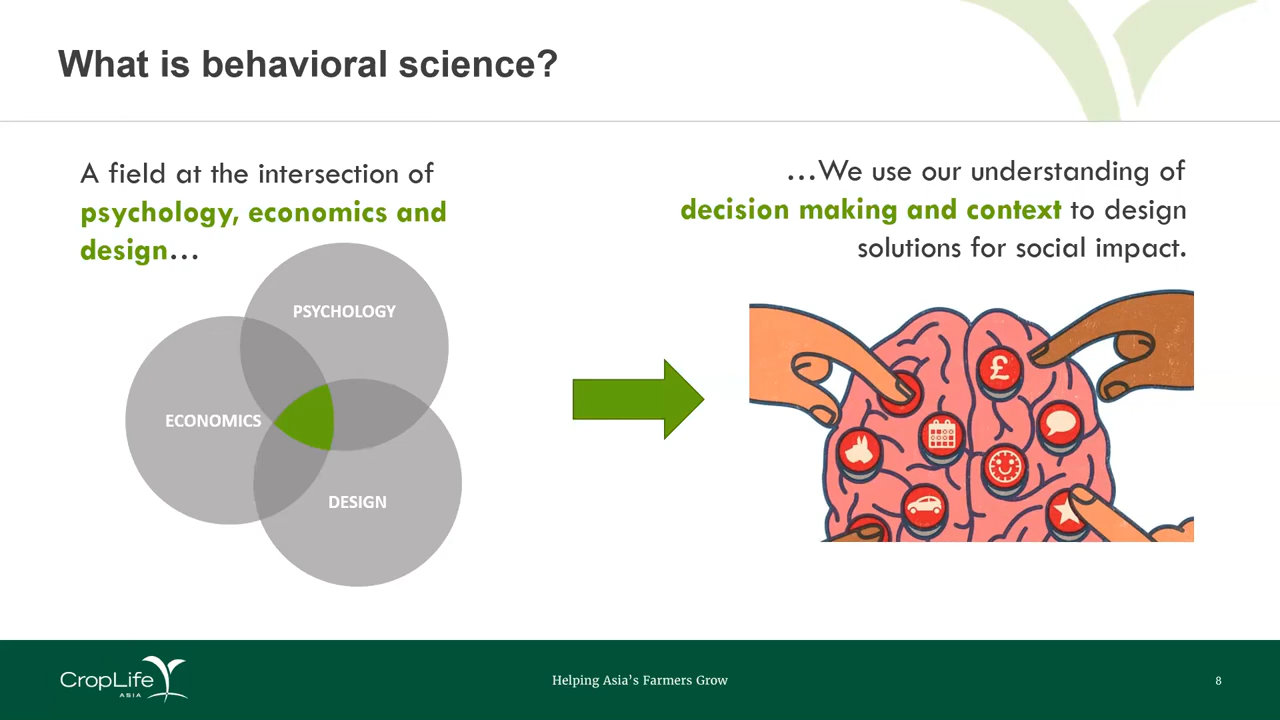 What is behavioral science?
A field at the intersection of
psychology, economics and
design…
…We use our understanding of
decision making and context to design
solutions for social impact.
PSYCHOLOGY
ECONOMICS
DESIGN
£
CropLife
ASIA
Helping Asia's Farmers Grow
8